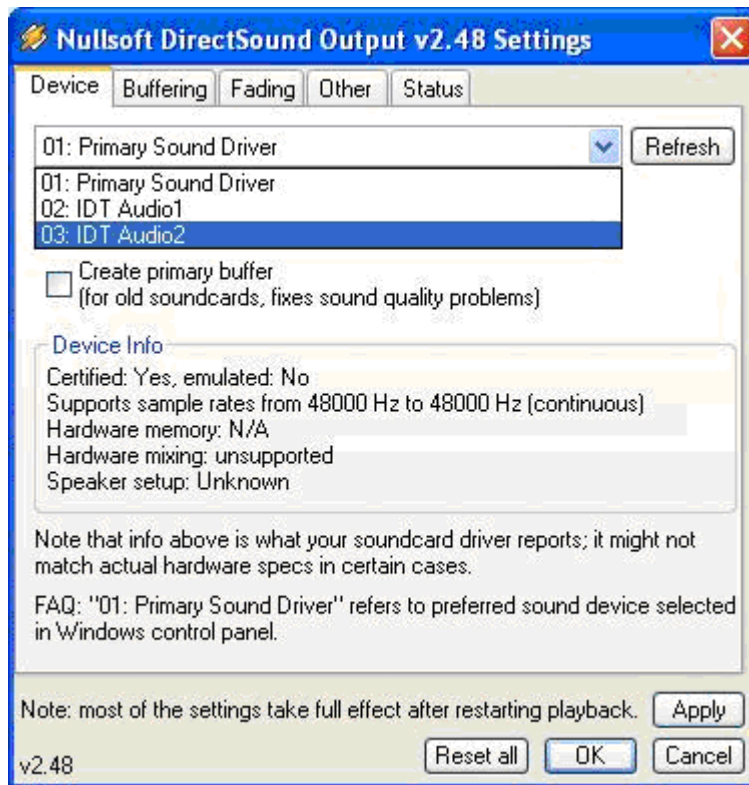 Nullsoft DirectSound Output v2.48 Settings
Device Buffering Fading Other Status
01: Primary Sound Driver Refresh
01: Primary Sound Driver
02: IDT Audio1
03: IDT Audio2
Create primary buffer
(for old soundcards, fixes sound quality problems)
Device Info
Certified: Yes, emulated: No
Supports sample rates from 48000 Hz to 48000 Hz (continuous)
Hardware memory: N/A
Hardware mixing: unsupported
Speaker setup: Unknown
Note that info above is what your soundcard driver reports; it might not
match actual hardware specs in certain cases.
FAQ: "01: Primary Sound Driver" refers to preferred sound device selected
in Windows control panel.
Note: most of the settings take full effect after restarting playback. Apply
v2.48 Reset all OK Cancel